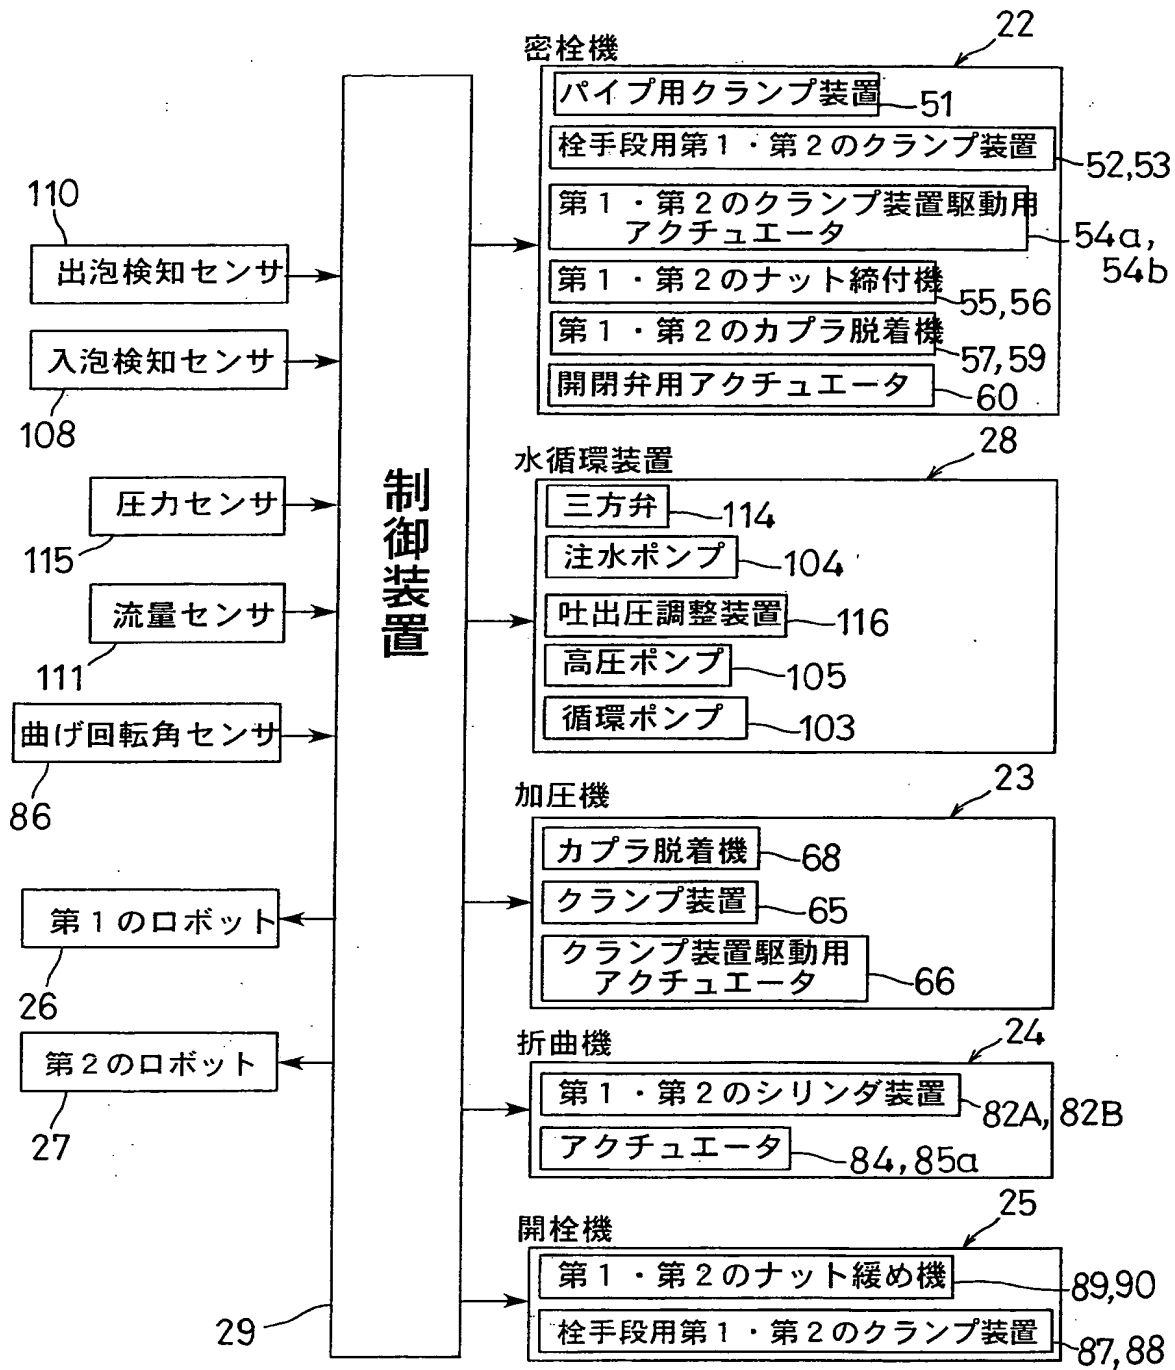 110
出泡検知センサ
入泡検知センサ
108
圧力センサ
115
流量センサ
111
曲げ回転角センサ
86
第1のロボット
26
第2のロボット
27
制御装置
29
密栓機
22
パイプ用クランプ装置
51
栓手段用第1・第2のクランプ装置
52,53
第1・第2のクランプ装置駆動用
アクチュエータ
54a,
54b
第1・第2のナット締付機
55,56
第1・第2のカプラ脱着機
57,59
開閉弁用アクチュエータ
60
水循環装置
28
三方弁
114
注水ポンプ
104
吐出圧調整装置
116
高圧ポンプ
105
循環ポンプ
103
加圧機
23
カプラ脱着機
68
クランプ装置
65
クランプ装置駆動用
アクチュエータ
66
折曲機
24
第1・第2のシリンダ装置
82A,82B
アクチュエータ
84,85a
開栓機
25
第1・第2のナット緩め機
89,90
栓手段用第1・第2のクランプ装置
87,88